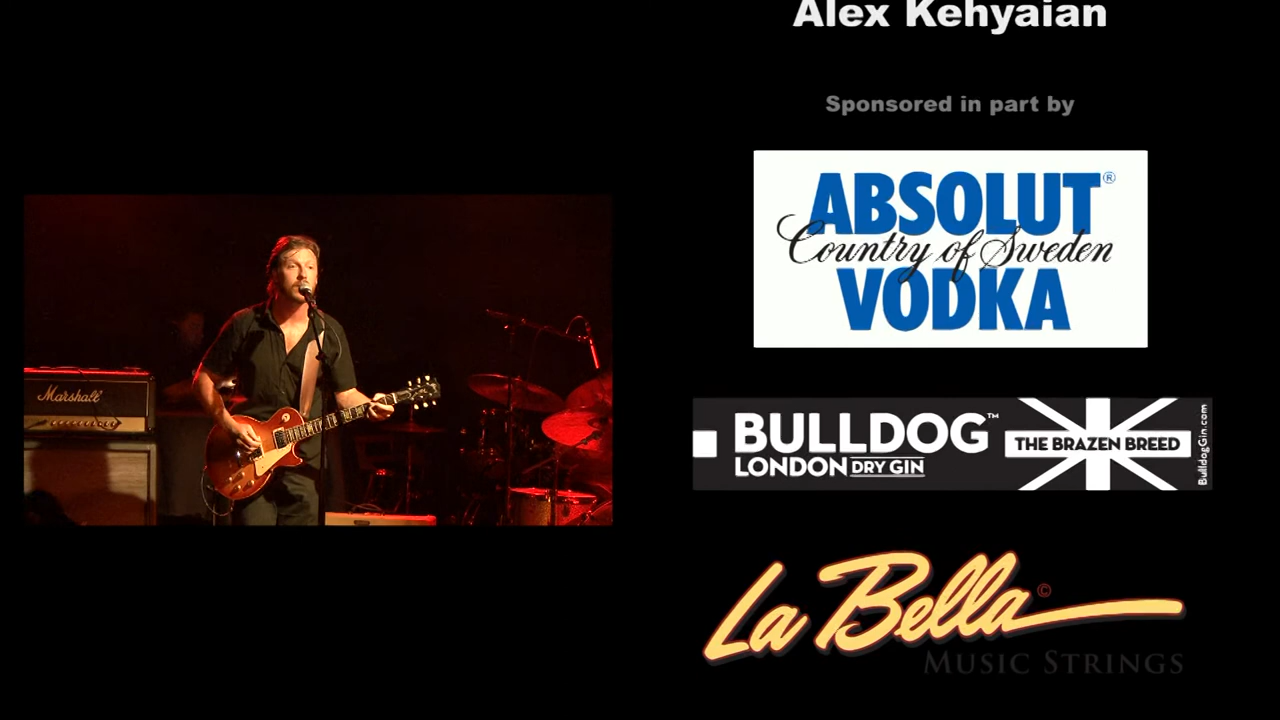 Alex Kehyaian
Sponsored in part by
ABSOLUT®
Country of Sweden
VODKA
Marshall
BULLDOG™
LONDON DRY GIN
THE BRAZEN BREED
BulldogGin.com
La Bella©
MUSIC STRINGS